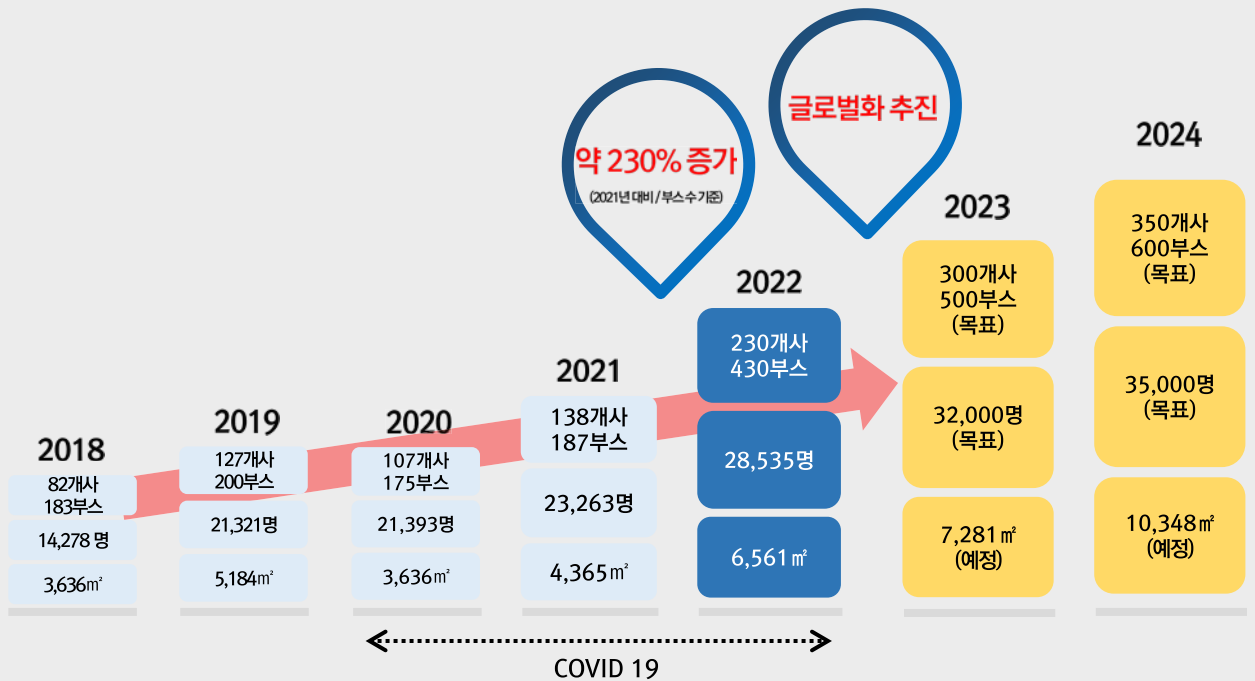 약 230% 증가
(2021년 대비 / 부스 수 기준)
글로벌화 추진
2018
82개사
183부스
14,278 명
3,636㎡
2019
127개사
200부스
21,321명
5,184㎡
2020
107개사
175부스
21,393명
3,636㎡
2021
138개사
187부스
23,263명
4,365㎡
2022
230개사
430부스
28,535명
6,561㎡
2023
300개사
500부스
(목표)
32,000명
(목표)
7,281㎡
(예정)
2024
350개사
600부스
(목표)
35,000명
(목표)
10,348㎡
(예정)
COVID 19